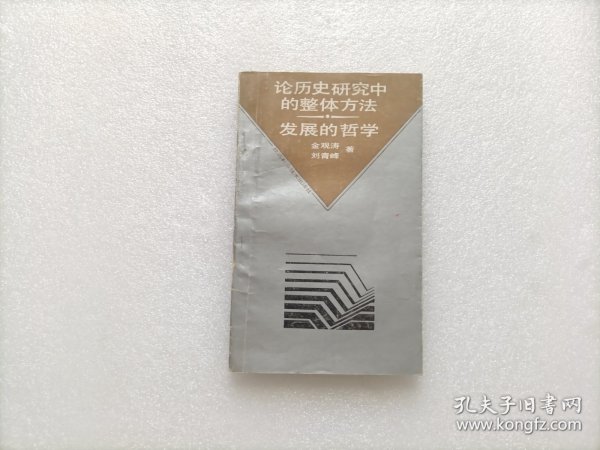 论历史研究中
的整体方法
发展的哲学
金观涛
刘青峰
著
孔夫子旧书网
www.kongfz.com